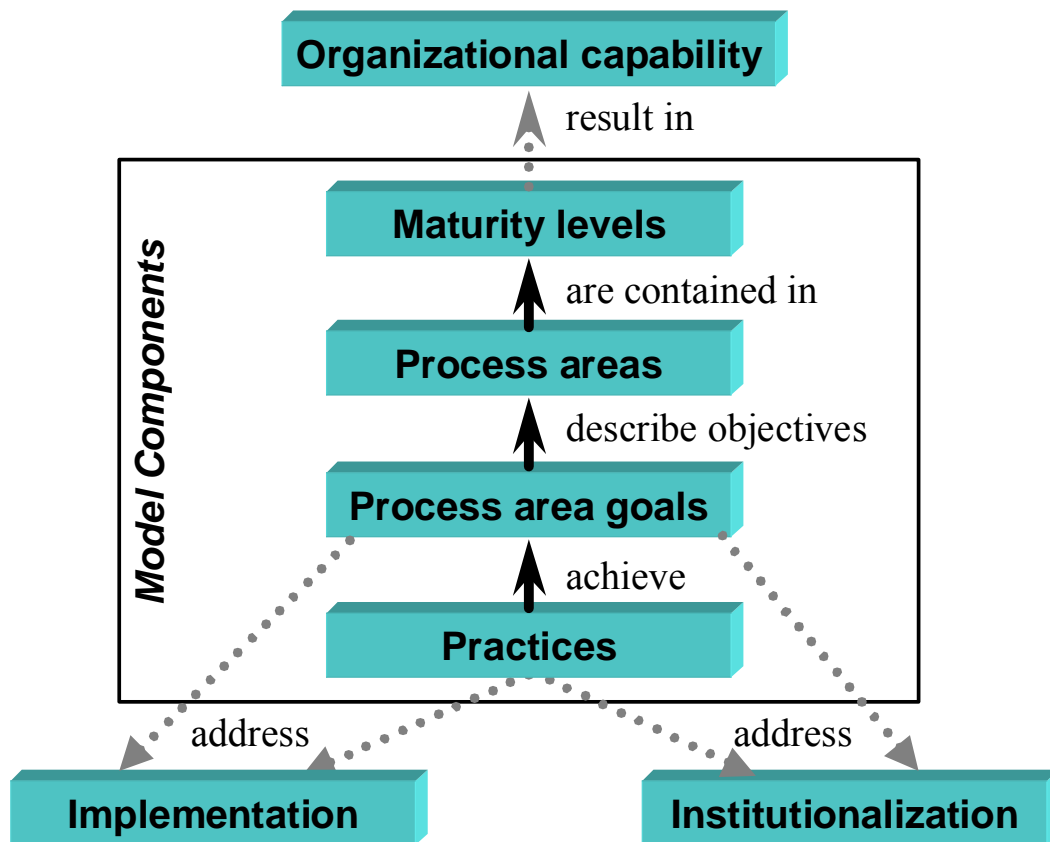 Organizational capability
result in
Maturity levels
are contained in
Model Components
Process areas
describe objectives
Process area goals
achieve
Practices
address
address
Implementation
Institutionalization